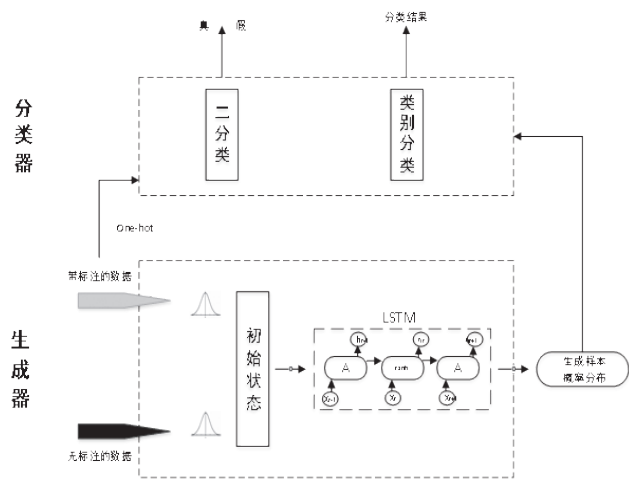 真 假
分类结果
分类器
二分类
类别分类
One-hot
带标注的数据
生成器
初始状态
LSTM
A
tanh
A
生成样本
概率分布
无标注的数据